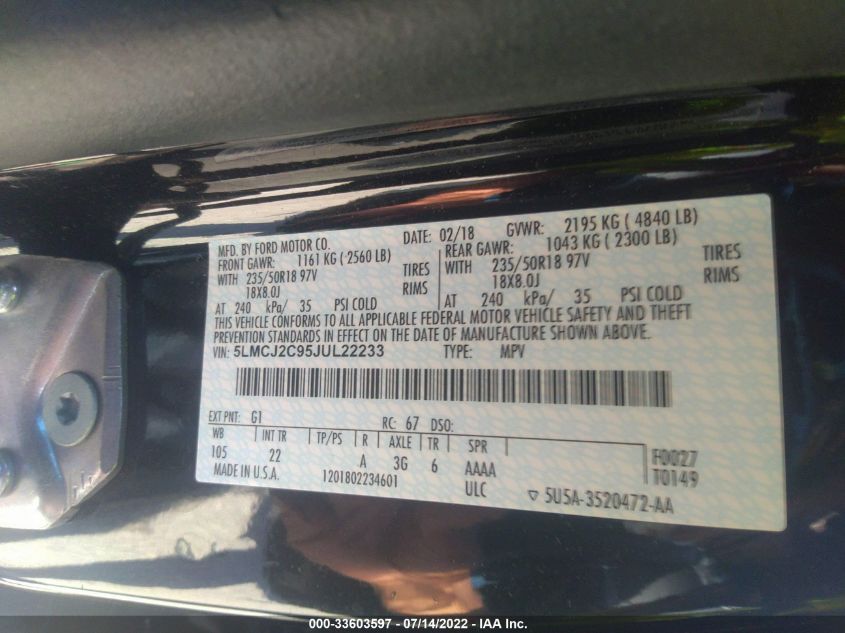 MFD. BY FORD MOTOR CO.
DATE: 02/18 GVWR: 2195 KG ( 4840 LB)
FRONT GAWR: 1161 KG ( 2560 LB) REAR GAWR: 1043 KG ( 2300 LB)
WITH 235/50R18 97V TIRES WITH 235/50R18 97V TIRES
18X8.0J RIMS 18X8.0J RIMS
AT 240 kPa/ 35 PSI COLD AT 240 kPa/ 35 PSI COLD
THIS VEHICLE CONFORMS TO ALL APPLICABLE FEDERAL MOTOR VEHICLE SAFETY AND THEFT
PREVENTION STANDARDS IN EFFECT ON THE DATE OF MANUFACTURE SHOWN ABOVE.
VIN: 5LMCJ2C95JUL22233 TYPE: MPV
EXT PNT: G1 RC: 67 DSO:
WB INT TR TP/PS R AXLE TR SPR
105 22 A 3G 6 AAAA F0027
MADE IN U.S.A. 1201802234601 ULC T0149
5U5A-3520472-AA
000-33603597 - 07/14/2022 - IAA Inc.